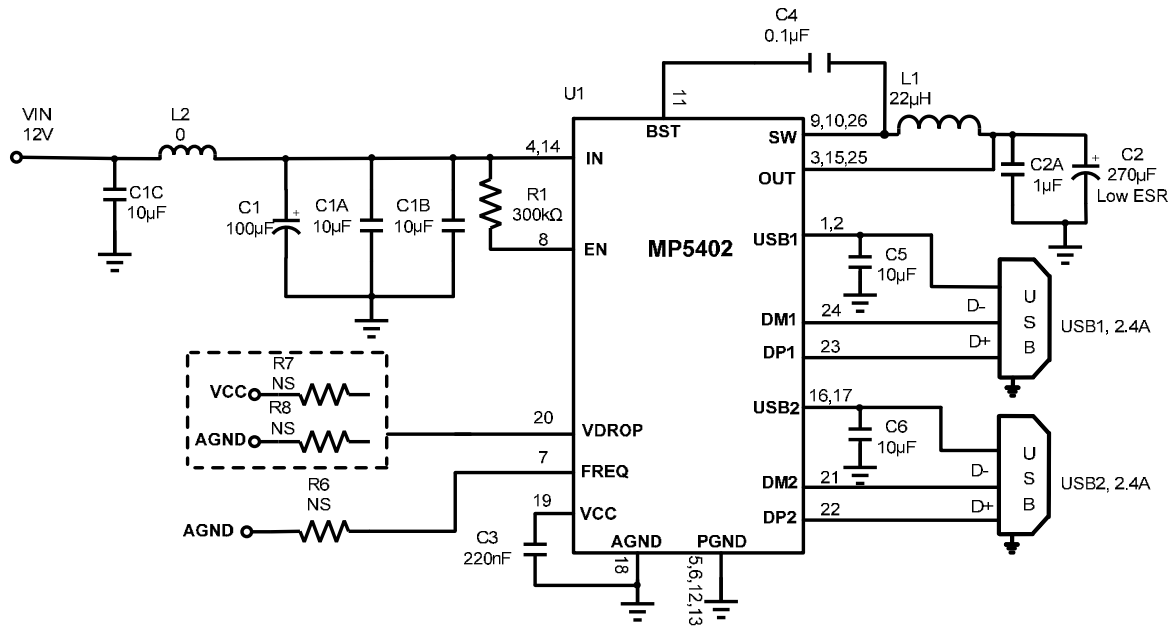 C4
0.1µF
U1
11
L1
22µH
BST
9,10,26
SW
VIN
12V
L2
0
4,14
IN
3,15,25
OUT
C2A
1µF
C2
270µF
Low ESR
+
C1C
10µF
C1
100µF
+
C1A
10µF
C1B
10µF
R1
300kΩ
8
EN
MP5402
1,2
USB1
C5
10µF
D-
24
DM1
D+
23
DP1
U
S
B
USB1, 2.4A
R7
NS
VCC
R8
NS
AGND
20
VDROP
16,17
USB2
C6
10µF
7
FREQ
R6
NS
AGND
D-
21
DM2
D+
22
DP2
U
S
B
USB2, 2.4A
19
VCC
C3
220nF
AGND
18
PGND
5,6,12,13